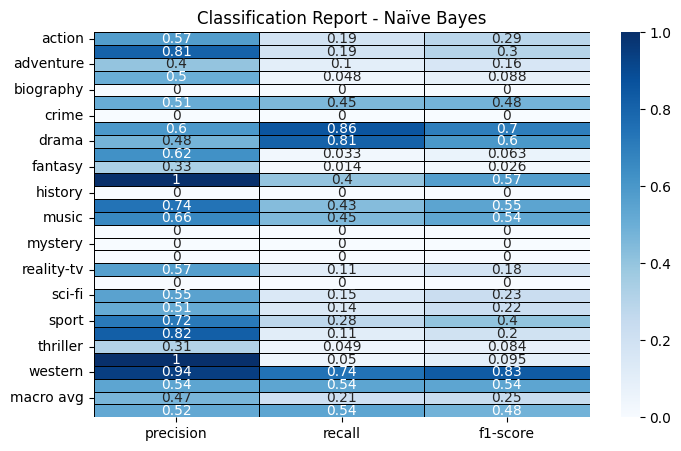 Classification Report - Naïve Bayes
action 0.57 0.19 0.29
0.81 0.19 0.3
adventure 0.4 0.1 0.16
0.5 0.048 0.088
biography 0 0 0
0.51 0.45 0.48
crime 0 0 0
0.6 0.86 0.7
drama 0.48 0.81 0.6
0.62 0.033 0.063
fantasy 0.33 0.014 0.026
1 0.4 0.57
history 0 0 0
0.74 0.43 0.55
music 0.66 0.45 0.54
0 0 0
mystery 0 0 0
0 0 0
reality-tv 0.57 0.11 0.18
0 0 0
sci-fi 0.55 0.15 0.23
0.51 0.14 0.22
sport 0.72 0.28 0.4
0.82 0.11 0.2
thriller 0.31 0.049 0.084
1 0.05 0.095
western 0.94 0.74 0.83
0.54 0.54 0.54
macro avg 0.47 0.21 0.25
0.52 0.54 0.48
precision recall f1-score
1.0
0.8
0.6
0.4
0.2
0.0